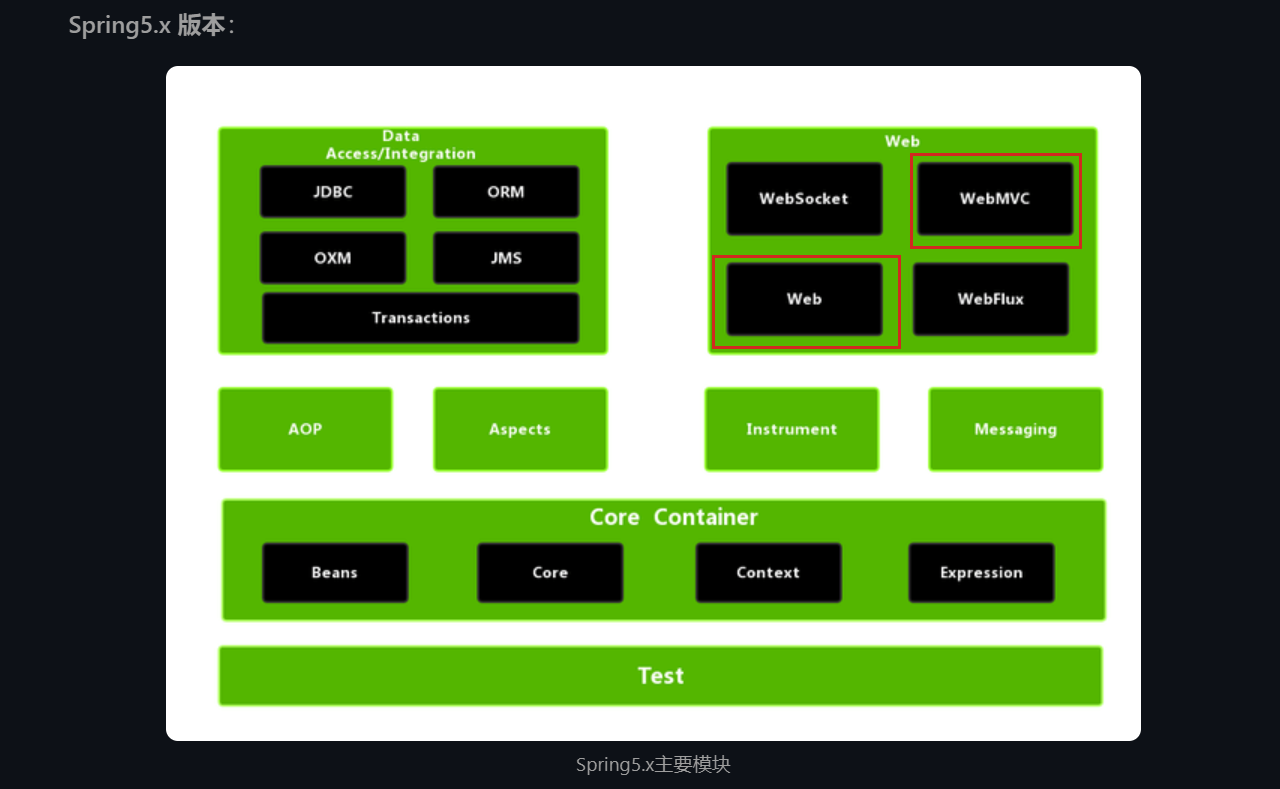 Spring5.x 版本：
Data
Access/Integration
JDBC
ORM
OXM
JMS
Transactions
Web
WebSocket
WebMVC
Web
WebFlux
AOP
Aspects
Instrument
Messaging
Core Container
Beans
Core
Context
Expression
Test
Spring5.x主要模块